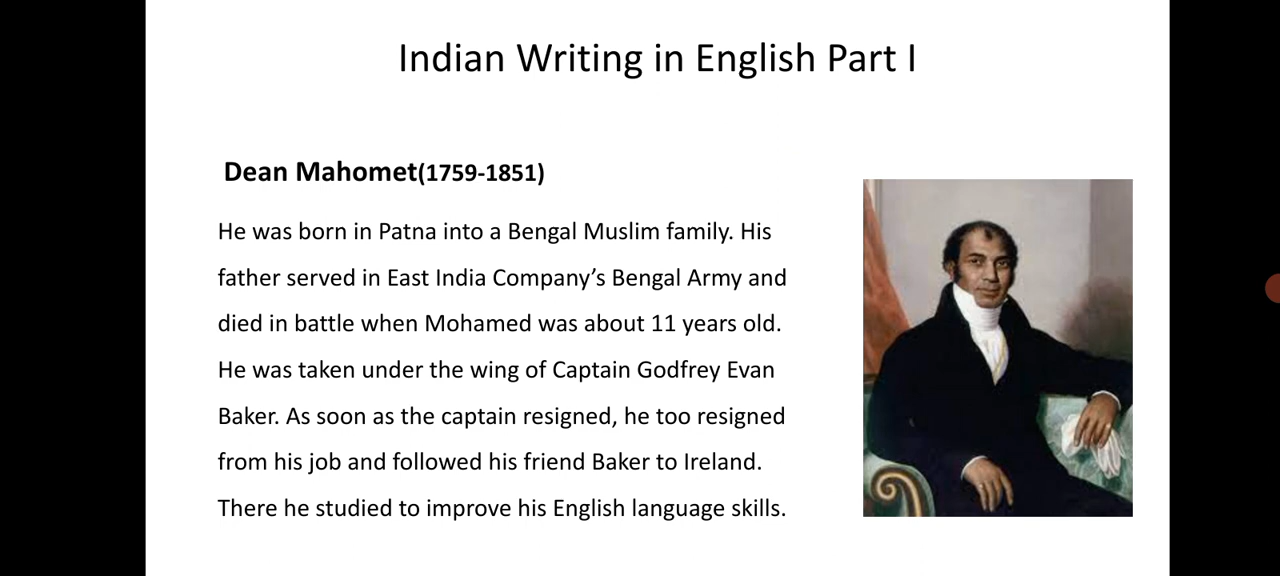 Indian Writing in English Part I
Dean Mahomet(1759-1851)
He was born in Patna into a Bengal Muslim family. His
father served in East India Company’s Bengal Army and
died in battle when Mohamed was about 11 years old.
He was taken under the wing of Captain Godfrey Evan
Baker. As soon as the captain resigned, he too resigned
from his job and followed his friend Baker to Ireland.
There he studied to improve his English language skills.